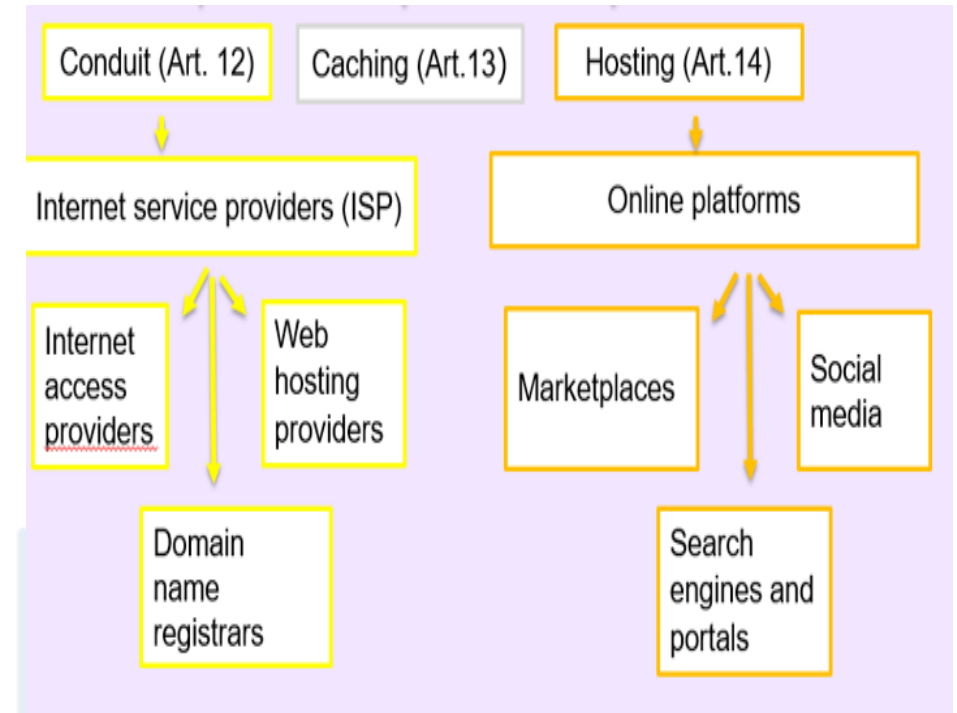 Conduit (Art. 12)
Caching (Art.13)
Hosting (Art.14)
Internet service providers (ISP)
Online platforms
Internet
access
providers
Web
hosting
providers
Marketplaces
Social
media
Domain
name
registrars
Search
engines and
portals